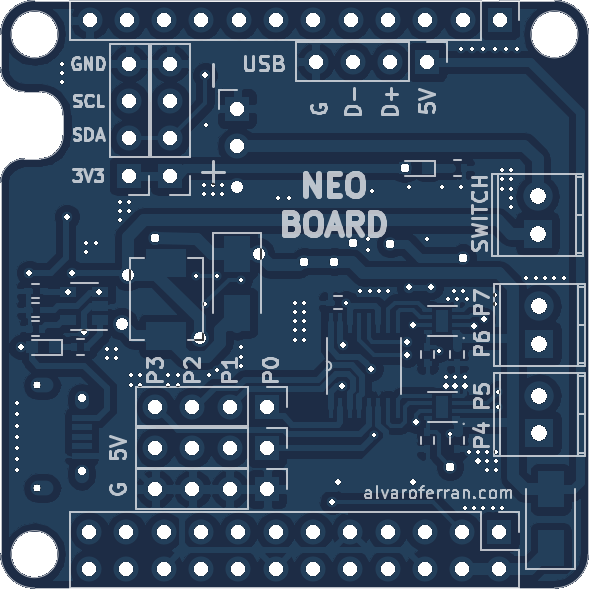 GND
SCL
SDA
3V3
USB
G
D-
D+
5V
NEO
BOARD
SWITCH
P7
P6
P5
P4
P3
P2
P1
P0
5V
G
alvaroferran.com